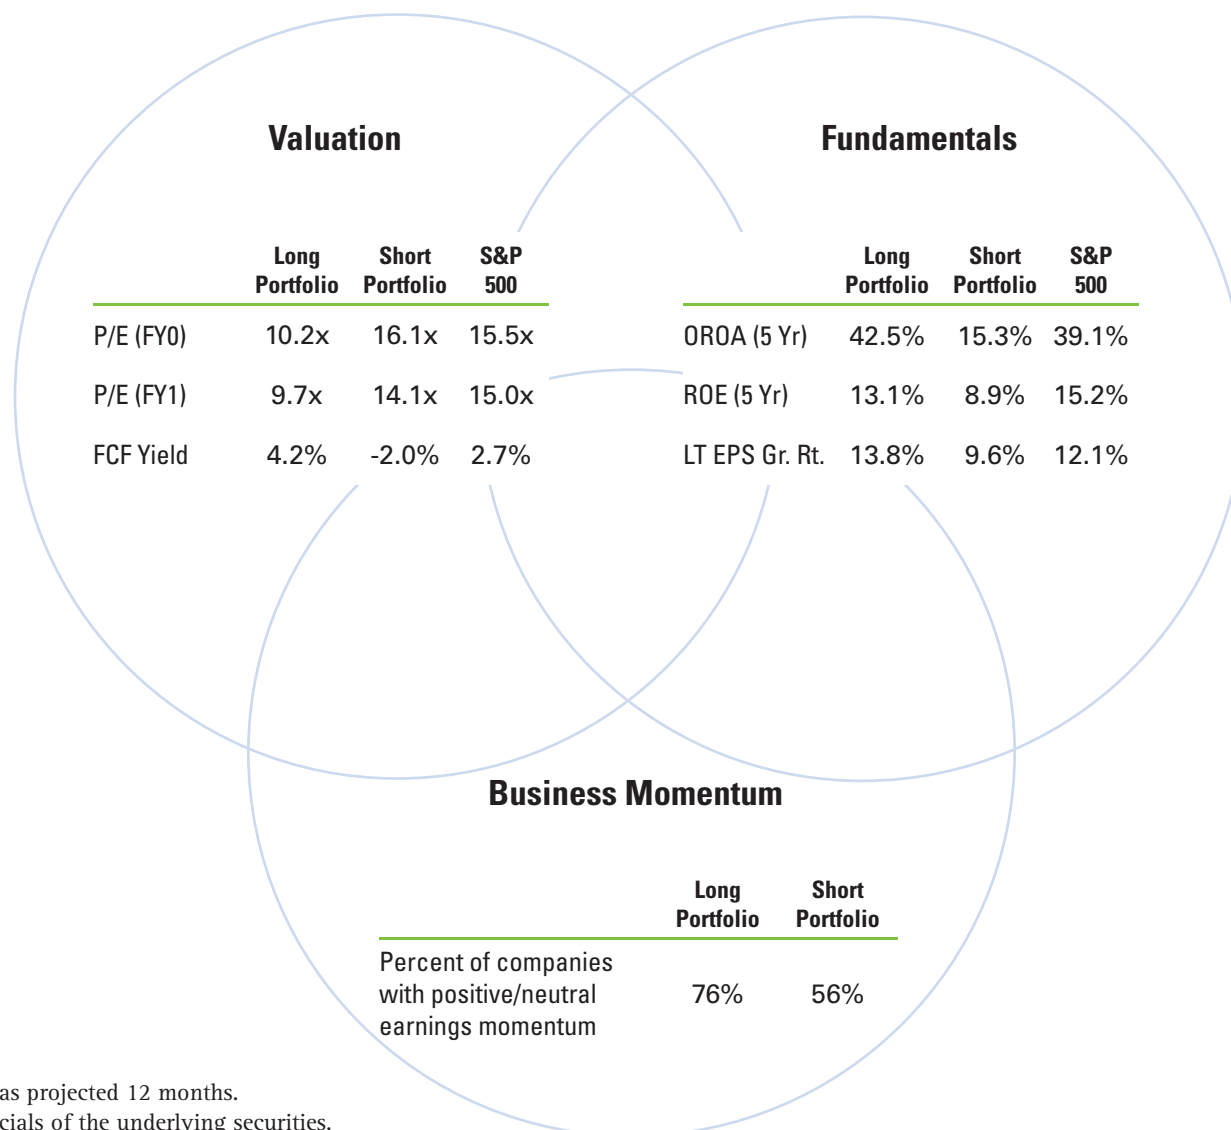 Valuation
Long Short S&P
Portfolio Portfolio 500
P/E (FY0) 10.2x 16.1x 15.5x
P/E (FY1) 9.7x 14.1x 15.0x
FCF Yield 4.2% -2.0% 2.7%
Fundamentals
Long Short S&P
Portfolio Portfolio 500
OROA (5 Yr) 42.5% 15.3% 39.1%
ROE (5 Yr) 13.1% 8.9% 15.2%
LT EPS Gr. Rt. 13.8% 9.6% 12.1%
Business Momentum
Long Short
Portfolio Portfolio
Percent of companies
with positive/neutral 76% 56%
earnings momentum
as projected 12 months.
cials of the underlying securities.